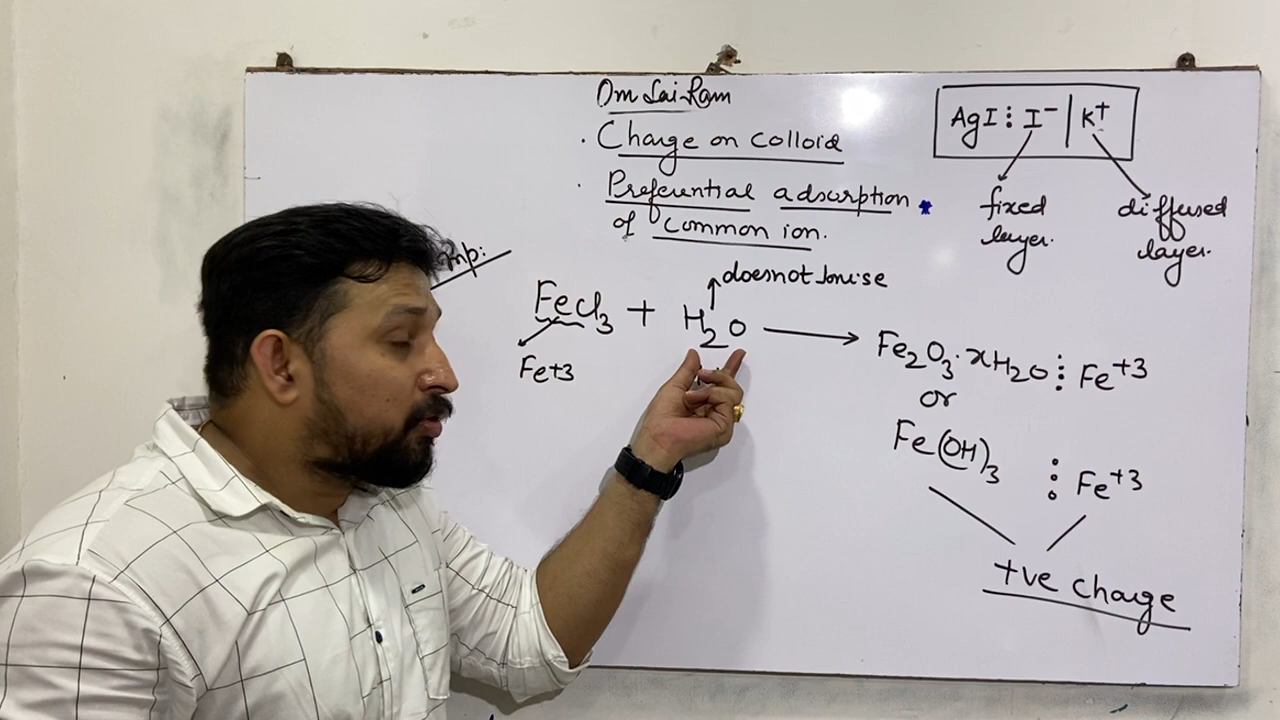 Om Sai Ram
. Charge on colloid
. Preferential adsorption *
of common ion.
AgI ⋮ I⁻ | K⁺
fixed layer.
diffused layer.
mp:
does not Ionise
FeCl₃ + H₂O ⟶ Fe₂O₃.xH₂O ⋮ Fe⁺³
Fe+3
or
Fe(OH)₃ ⋮ Fe⁺³
+ve charge